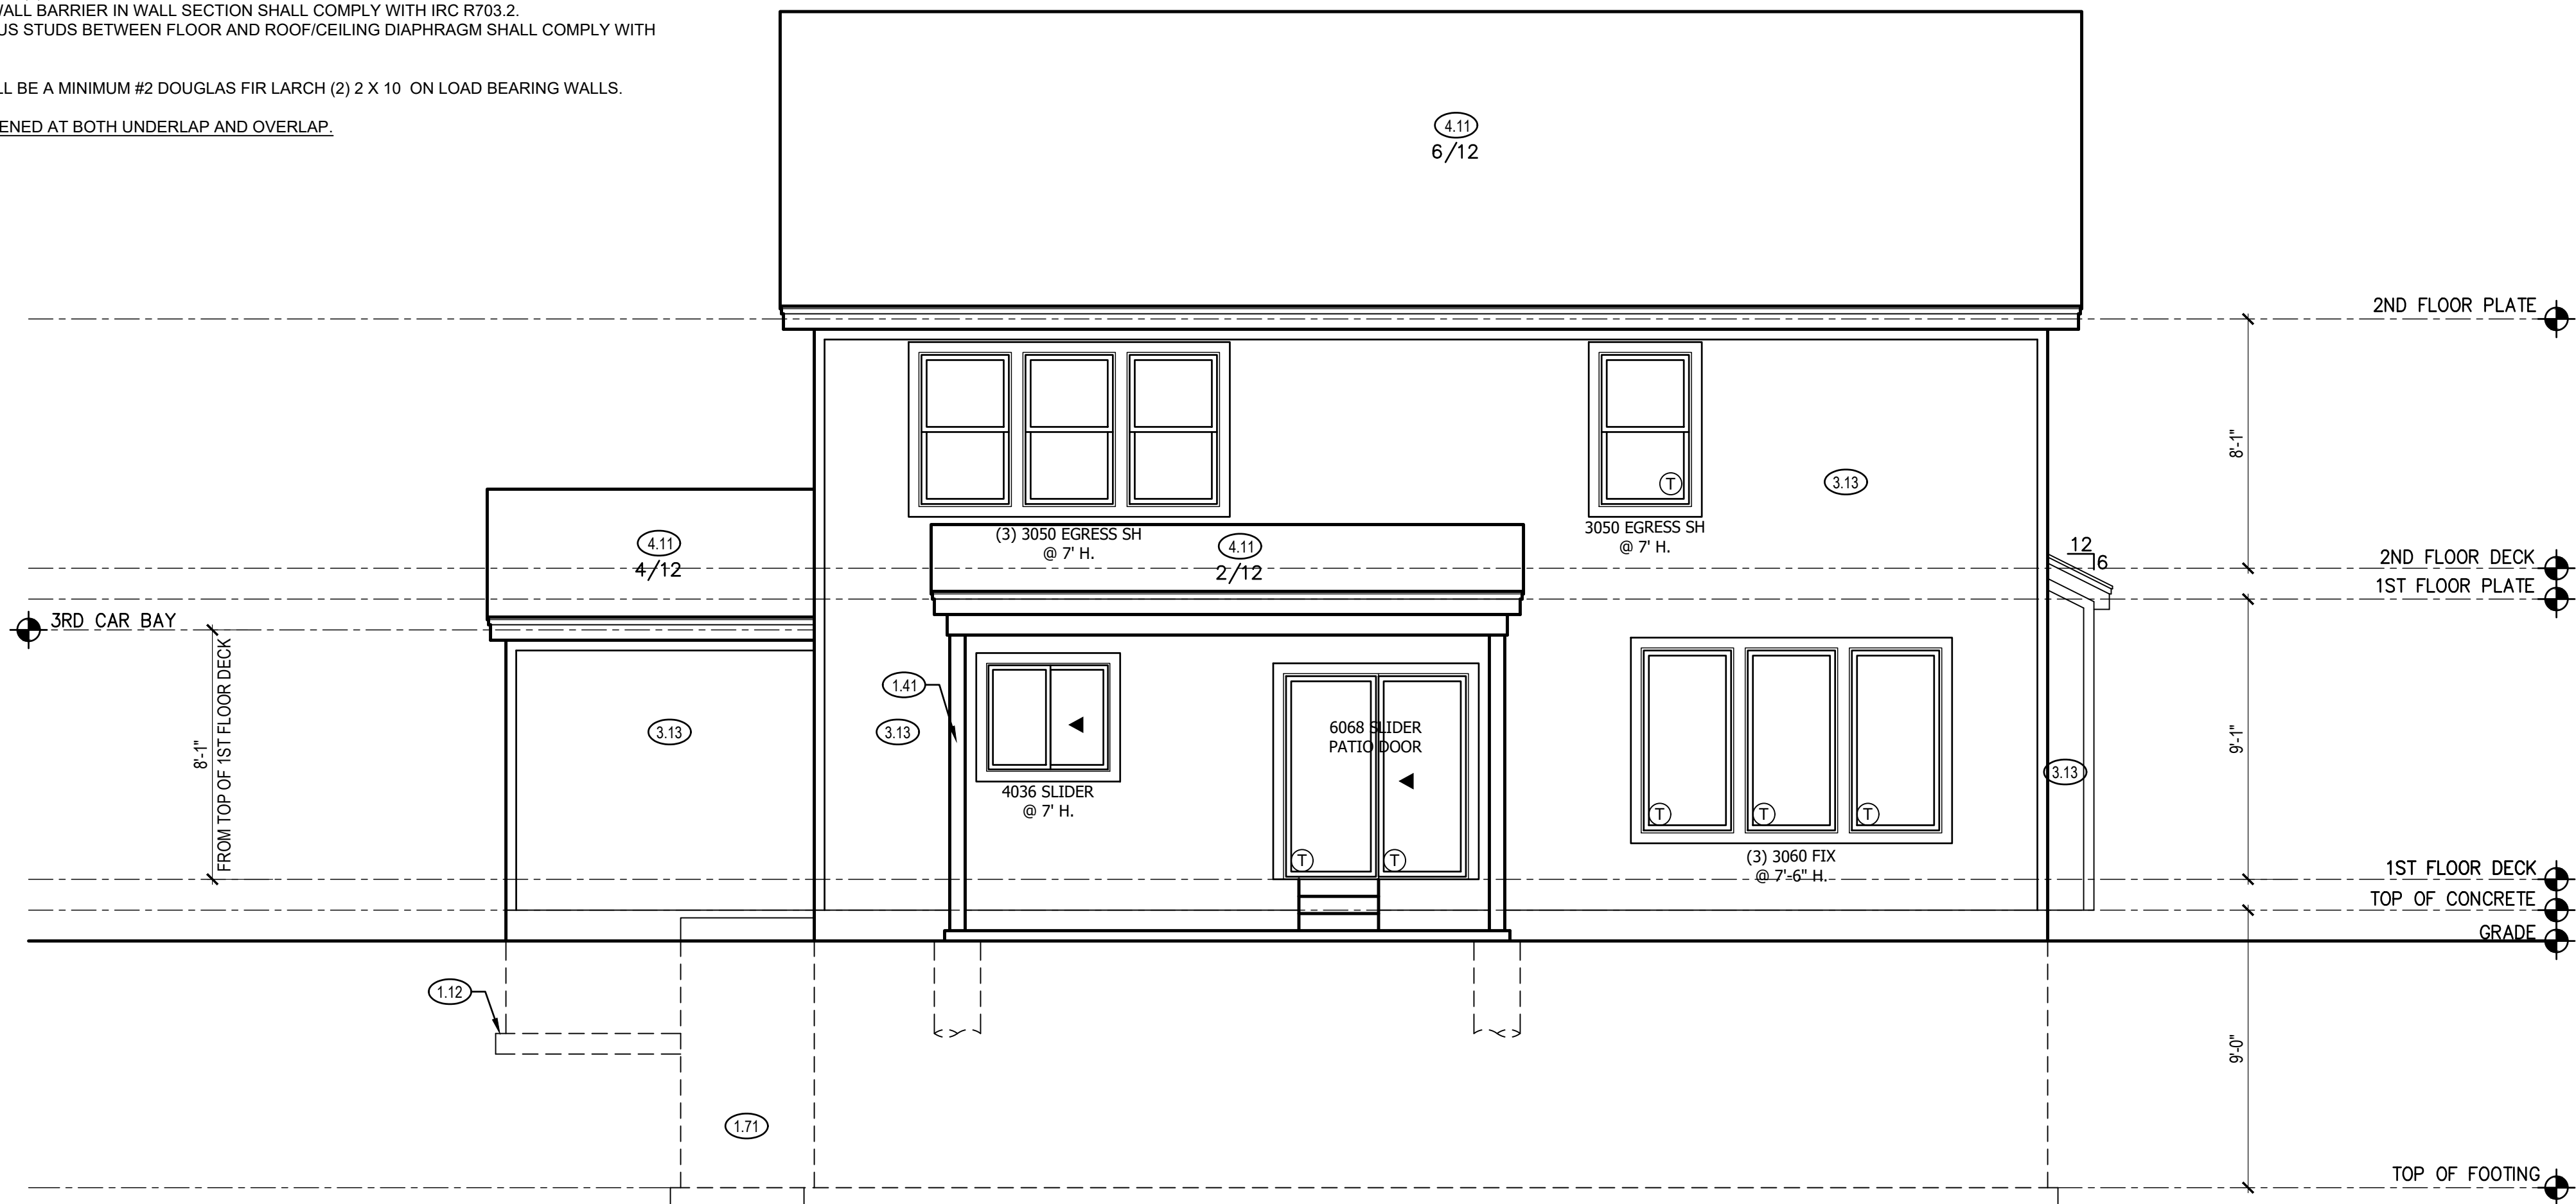 WALL BARRIER IN WALL SECTION SHALL COMPLY WITH IRC R703.2.
US STUDS BETWEEN FLOOR AND ROOF/CEILING DIAPHRAGM SHALL COMPLY WITH
LL BE A MINIMUM #2 DOUGLAS FIR LARCH (2) 2 X 10 ON LOAD BEARING WALLS.
ENED AT BOTH UNDERLAP AND OVERLAP.
4.11
6/12
2ND FLOOR PLATE
8'-1"
T
3.13
(3) 3050 EGRESS SH
@ 7' H.
3050 EGRESS SH
@ 7' H.
4.11
4/12
4.11
2/12
12
6
2ND FLOOR DECK
1ST FLOOR PLATE
3RD CAR BAY
8'-1"
FROM TOP OF 1ST FLOOR DECK
1.41
3.13
3.13
6068 SLIDER
PATIO DOOR
9'-1"
3.13
4036 SLIDER
@ 7' H.
T
T
T
T
T
(3) 3060 FIX
@ 7'-6" H.
1ST FLOOR DECK
TOP OF CONCRETE
GRADE
1.12
9'-0"
1.71
TOP OF FOOTING